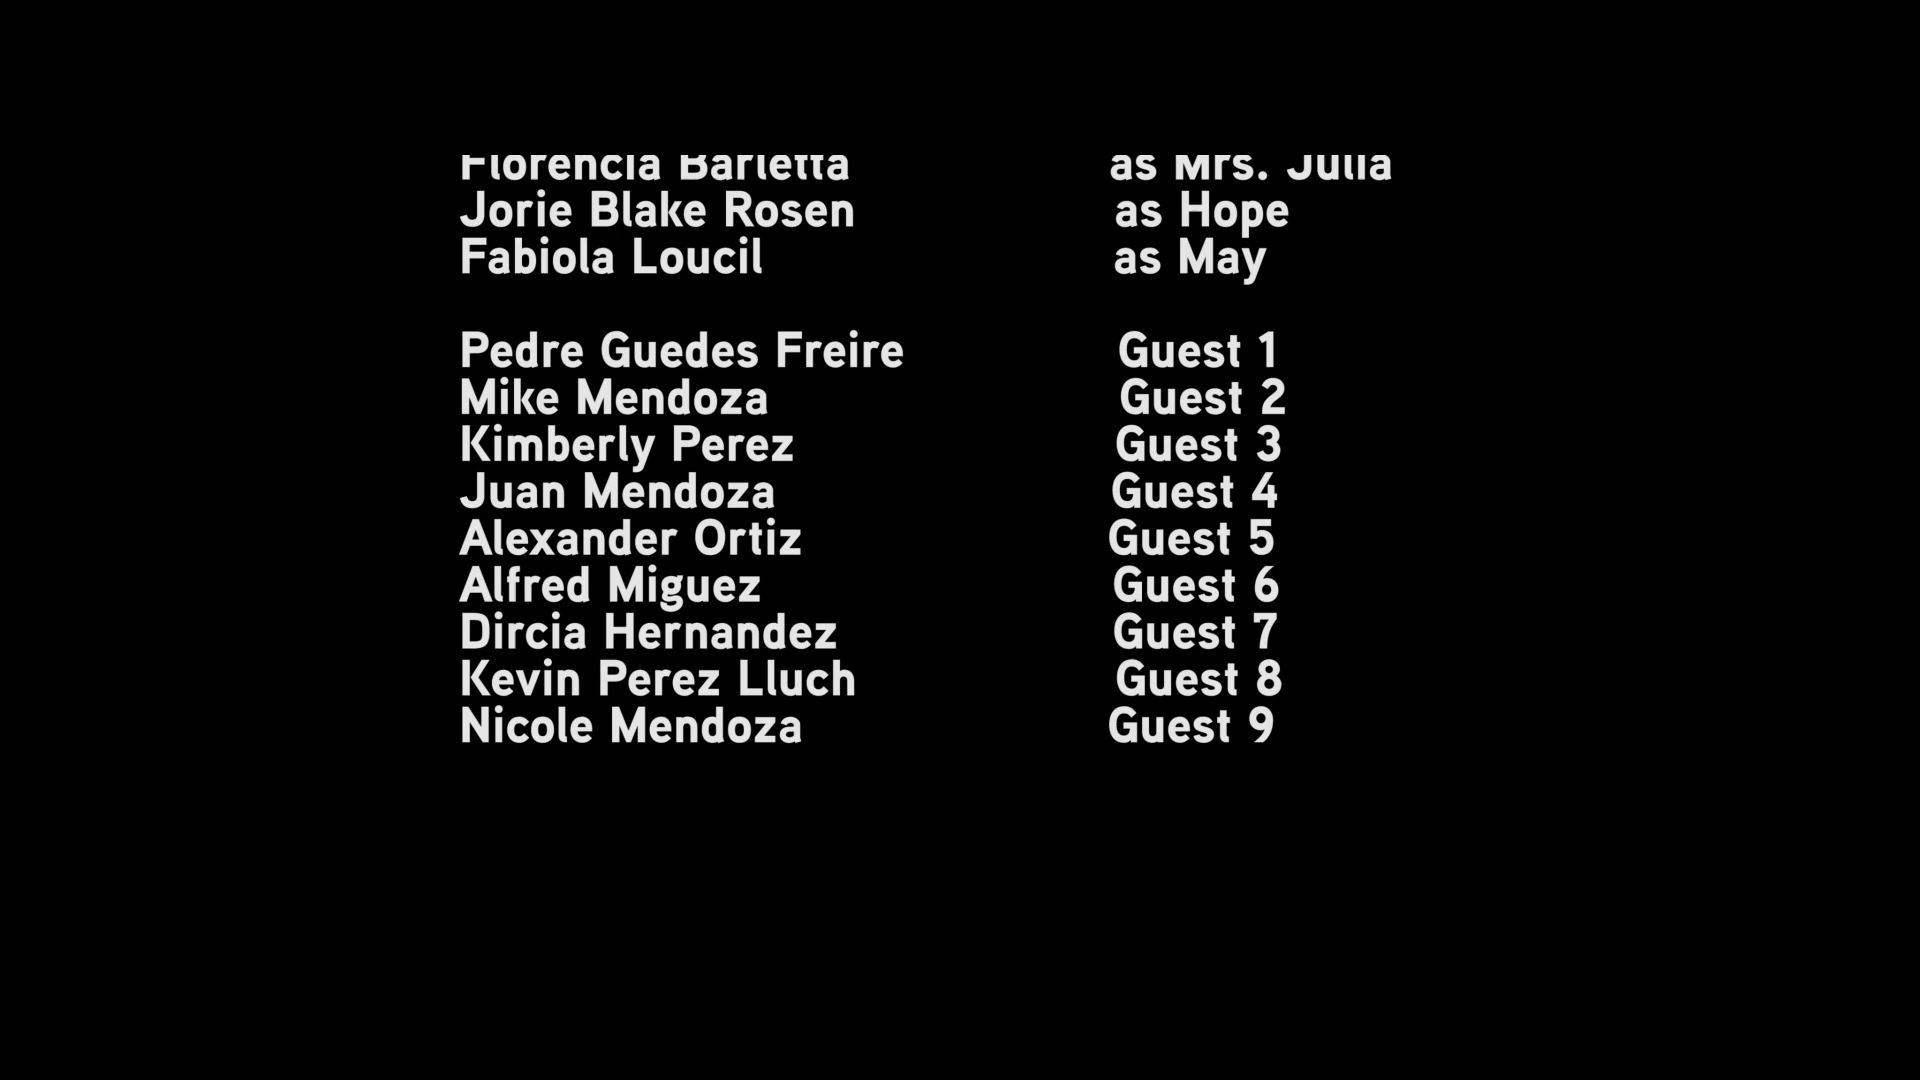 Florencia Barletta as Mrs. Julia
Jorie Blake Rosen as Hope
Fabiola Loucil as May
Pedre Guedes Freire Guest 1
Mike Mendoza Guest 2
Kimberly Perez Guest 3
Juan Mendoza Guest 4
Alexander Ortiz Guest 5
Alfred Miguez Guest 6
Dircia Hernandez Guest 7
Kevin Perez Lluch Guest 8
Nicole Mendoza Guest 9